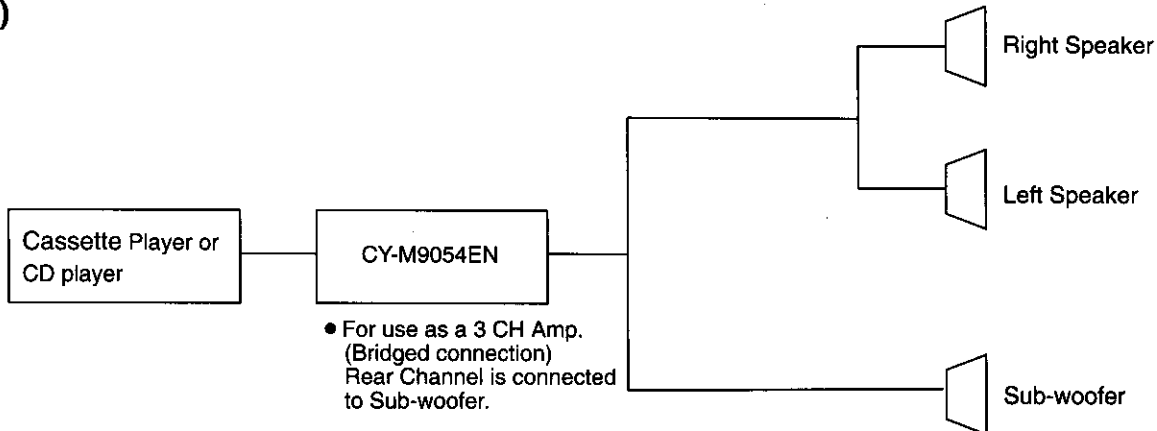 )
Right Speaker
Left Speaker
Cassette Player or
CD player
CY-M9054EN
● For use as a 3 CH Amp.
(Bridged connection)
Rear Channel is connected
to Sub-woofer.
Sub-woofer